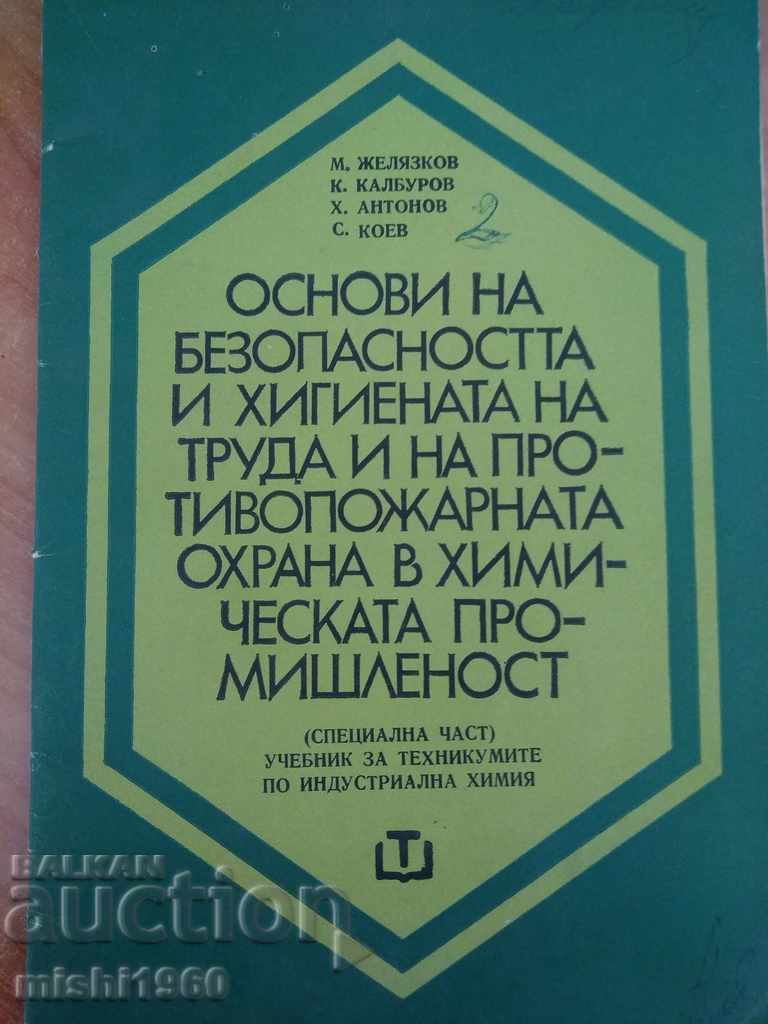 М. ЖЕЛЯЗКОВ
К. КАЛБУРОВ
Х. АНТОНОВ
С. КОЕВ
2
ОСНОВИ НА
БЕЗОПАСНОСТТА
И ХИГИЕНАТА НА
ТРУДА И НА ПРО-
ТИВОПОЖАРНАТА
ОХРАНА В ХИМИ-
ЧЕСКАТА ПРО-
МИШЛЕНОСТ
(СПЕЦИАЛНА ЧАСТ)
УЧЕБНИК ЗА ТЕХНИКУМИТЕ
ПО ИНДУСТРИАЛНА ХИМИЯ
Т
BALKAN
auction
mishi1960